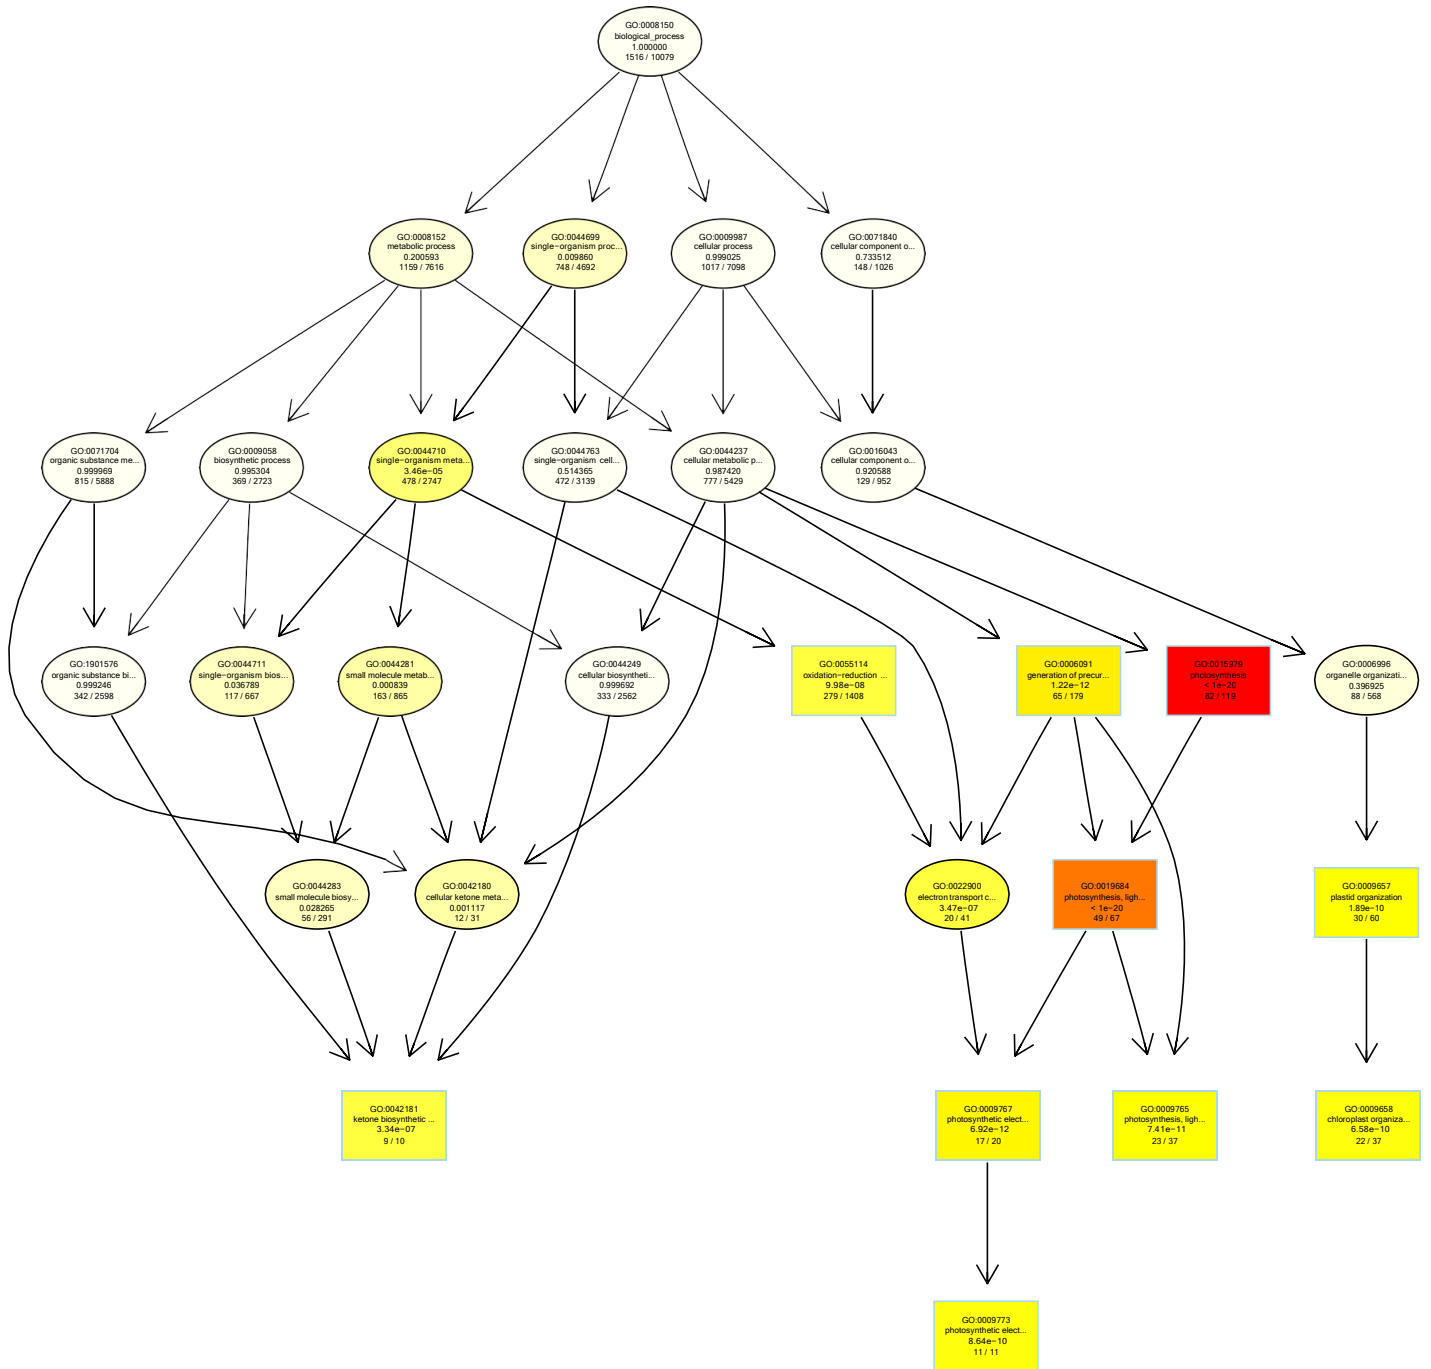 GO:0008150
biological_process
1.000000
1516 / 10079
GO:0008152
metabolic process
0.200593
1159 / 7616
GO:0044699
single−organism proc...
0.009860
748 / 4692
GO:0009987
cellular process
0.999025
1017 / 7098
GO:0071840
cellular component o...
0.733512
148 / 1026
GO:0071704
organic substance me...
0.999969
815 / 5888
GO:0009058
biosynthetic process
0.995304
369 / 2723
GO:0044710
single−organism meta...
3.46e−05
478 / 2747
GO:0044763
single−organism cell...
0.514365
472 / 3139
GO:0044237
cellular metabolic p...
0.987420
777 / 5429
GO:0016043
cellular component o...
0.920588
129 / 952
GO:1901576
organic substance bi...
0.999246
342 / 2598
GO:0044711
single−organism bios...
0.036789
117 / 667
GO:0044281
small molecule metab...
0.000839
163 / 865
GO:0044249
cellular biosyntheti...
0.999692
333 / 2562
GO:0055114
oxidation−reduction ...
9.98e−08
279 / 1408
GO:0006091
generation of precur...
1.22e−12
65 / 179
GO:0015979
photosynthesis
< 1e−20
82 / 119
GO:0006996
organelle organizati...
0.396925
88 / 568
GO:0044283
small molecule biosy...
0.028265
56 / 291
GO:0042180
cellular ketone meta...
0.001117
12 / 31
GO:0022900
electron transport c...
3.47e−07
20 / 41
GO:0019684
photosynthesis, ligh...
< 1e−20
49 / 67
GO:0009657
plastid organization
1.89e−10
30 / 60
GO:0042181
ketone biosynthetic ...
3.34e−07
9 / 10
GO:0009767
photosynthetic elect...
6.92e−12
17 / 20
GO:0009765
photosynthesis, ligh...
7.41e−11
23 / 37
GO:0009658
chloroplast organiza...
6.58e−10
22 / 37
GO:0009773
photosynthetic elect...
8.64e−10
11 / 11